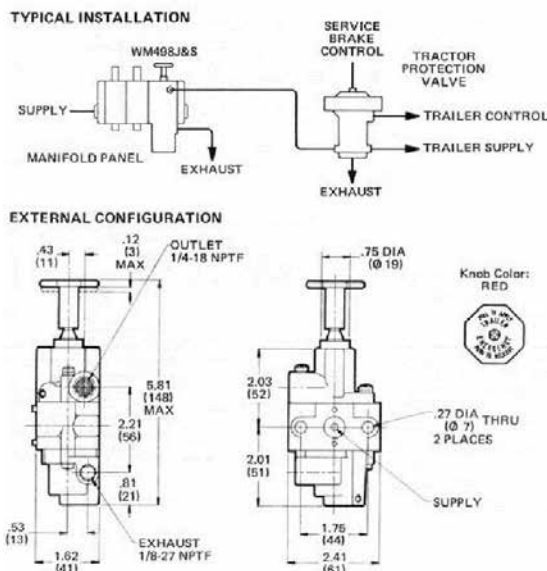 TYPICAL INSTALLATION
WM498J&S
SUPPLY
MANIFOLD PANEL
EXHAUST
SERVICE
BRAKE
CONTROL
TRACTOR
PROTECTION
VALVE
TRAILER CONTROL
TRAILER SUPPLY
EXHAUST
EXTERNAL CONFIGURATION
.43
(11)
.12
(3)
MAX
OUTLET
1/4-18 NPTF
5.81
(148)
MAX
2.21
(56)
.81
(21)
.53
(13)
1.62
(41)
EXHAUST
1/8-27 NPTF
.75 DIA
(Ø 19)
2.03
(52)
2.01
(51)
.27 DIA THRU
(Ø 7)
2 PLACES
SUPPLY
1.75
(44)
2.41
(61)
Knob Color:
RED
TRAILER
EMERGENCY